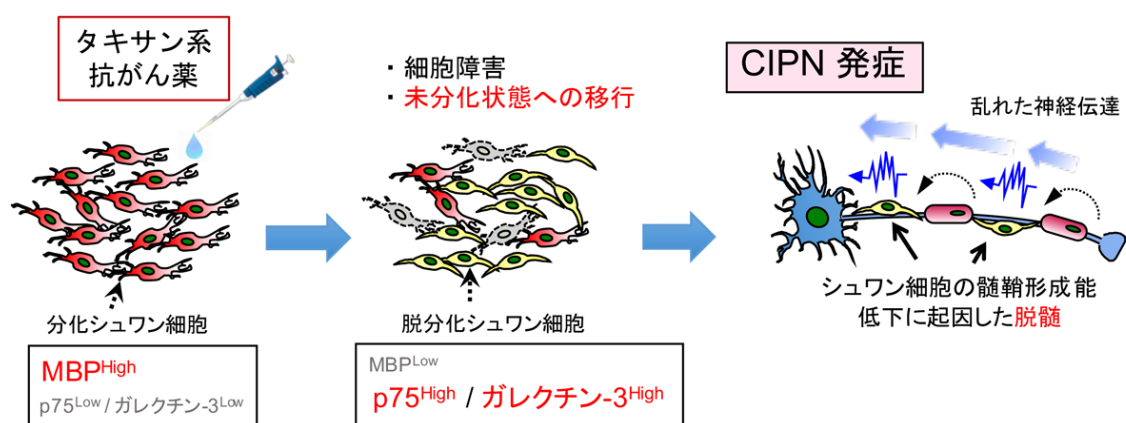 タキサン系
抗がん薬
・細胞障害
・未分化状態への移行
CIPN 発症
乱れた神経伝達
分化シュワン細胞
MBPHigh
p75Low / ガレクチン-3Low
脱分化シュワン細胞
MBPLow
p75High / ガレクチン-3High
シュワン細胞の髄鞘形成能
低下に起因した脱髄